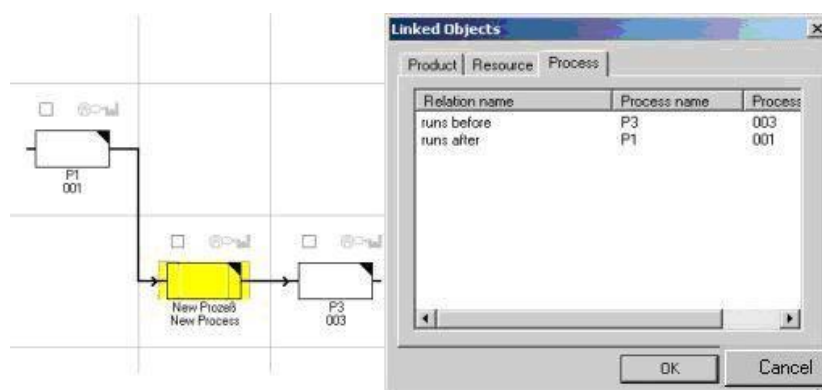 P1
001
New Prozeß
New Process
P3
003
Linked Objects
Product Resource Process
Relation name Process name Process
runs before P3 003
runs after P1 001
OK Cancel